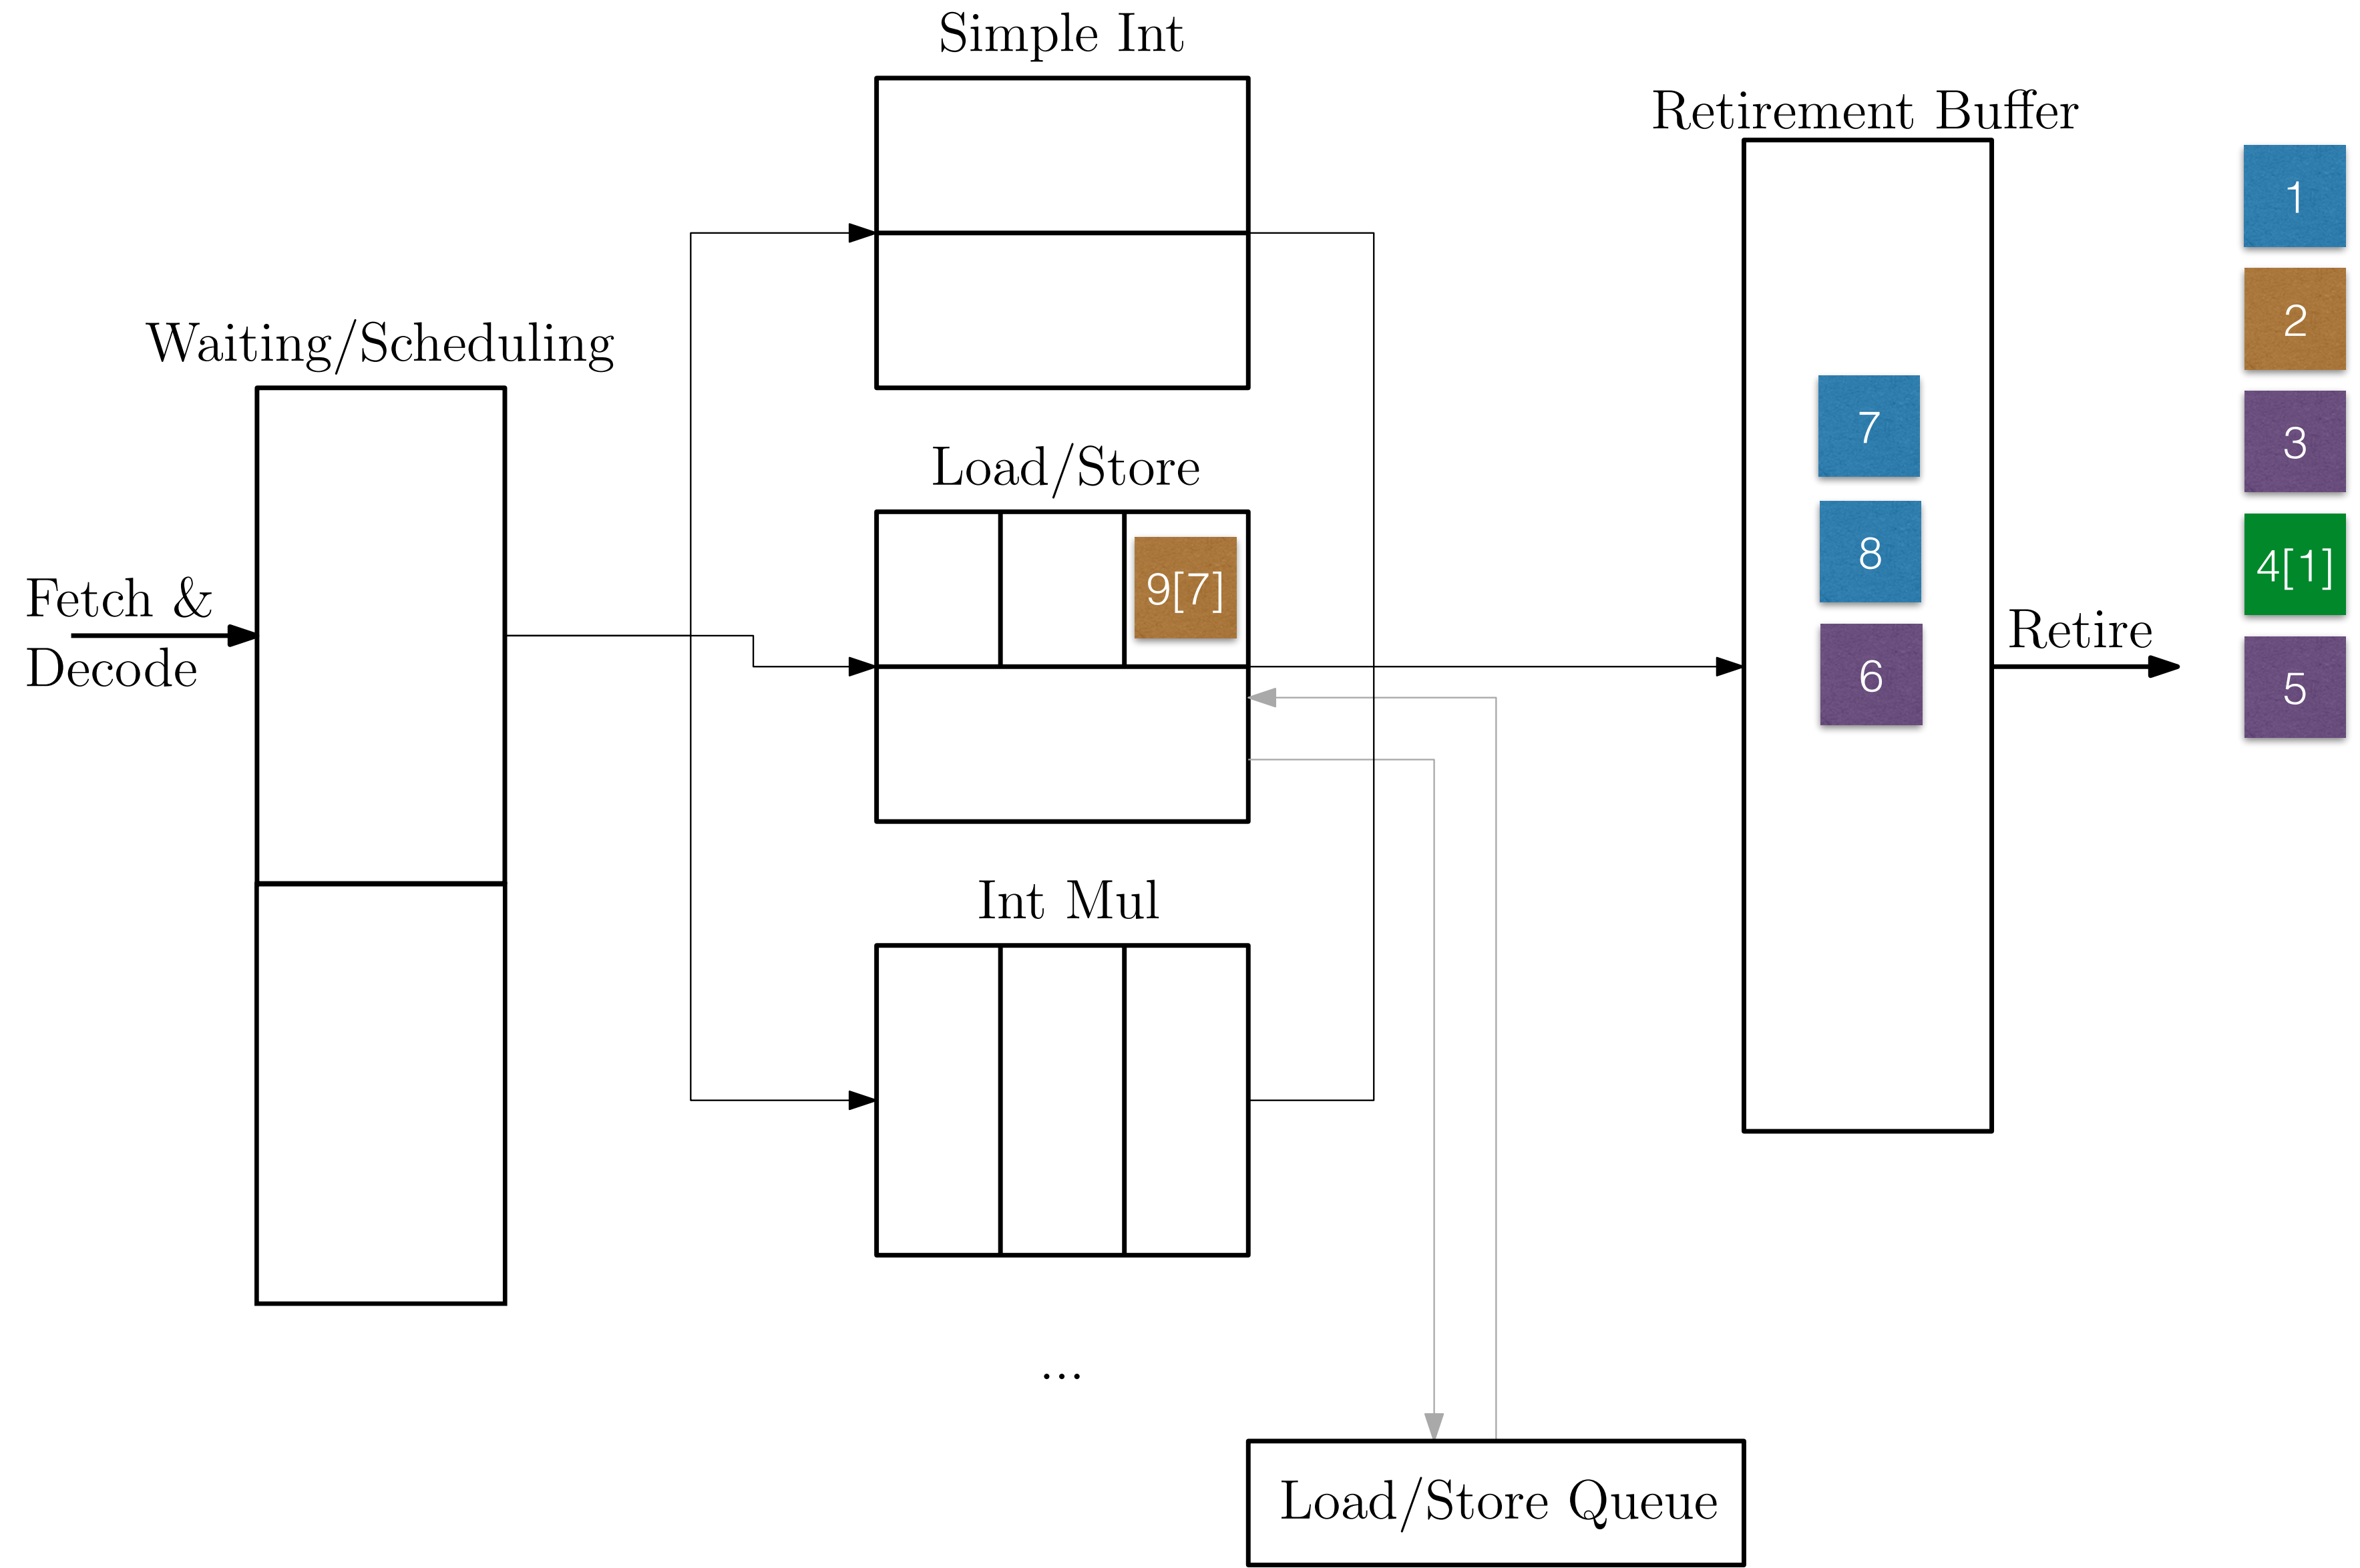 Simple Int
Retirement Buffer
1
2
Waiting/Scheduling
7
3
Load/Store
8
9[7]
4[1]
Fetch &
Decode
6
Retire
5
Int Mul
...
Load/Store Queue